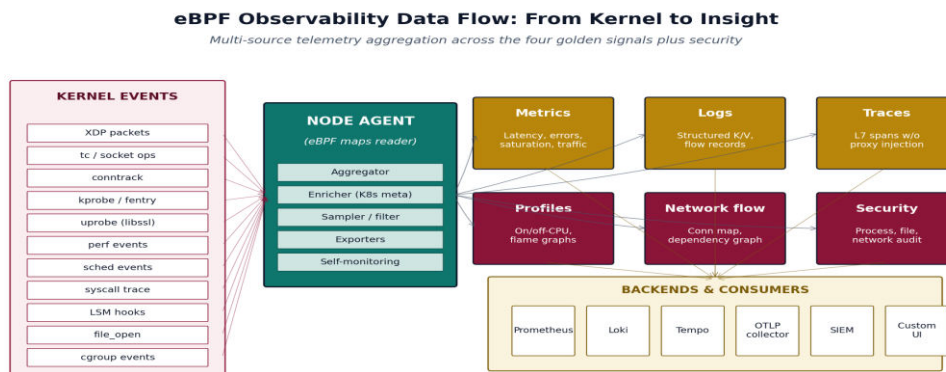 eBPF Observability Data Flow: From Kernel to Insight
Multi-source telemetry aggregation across the four golden signals plus security
KERNEL EVENTS
XDP packets
tc / socket ops
conntrack
kprobe / fentry
uprobe (libssl)
perf events
sched events
syscall trace
LSM hooks
file_open
cgroup events
NODE AGENT
(eBPF maps reader)
Aggregator
Enricher (K8s meta)
Sampler / filter
Exporters
Self-monitoring
Metrics
Latency, errors,
saturation, traffic
Logs
Structured K/V,
flow records
Traces
L7 spans w/o
proxy injection
Profiles
On/off-CPU,
flame graphs
Network flow
Conn map,
dependency graph
Security
Process, file,
network audit
BACKENDS & CONSUMERS
Prometheus
Loki
Tempo
OTLP
collector
SIEM
Custom
UI